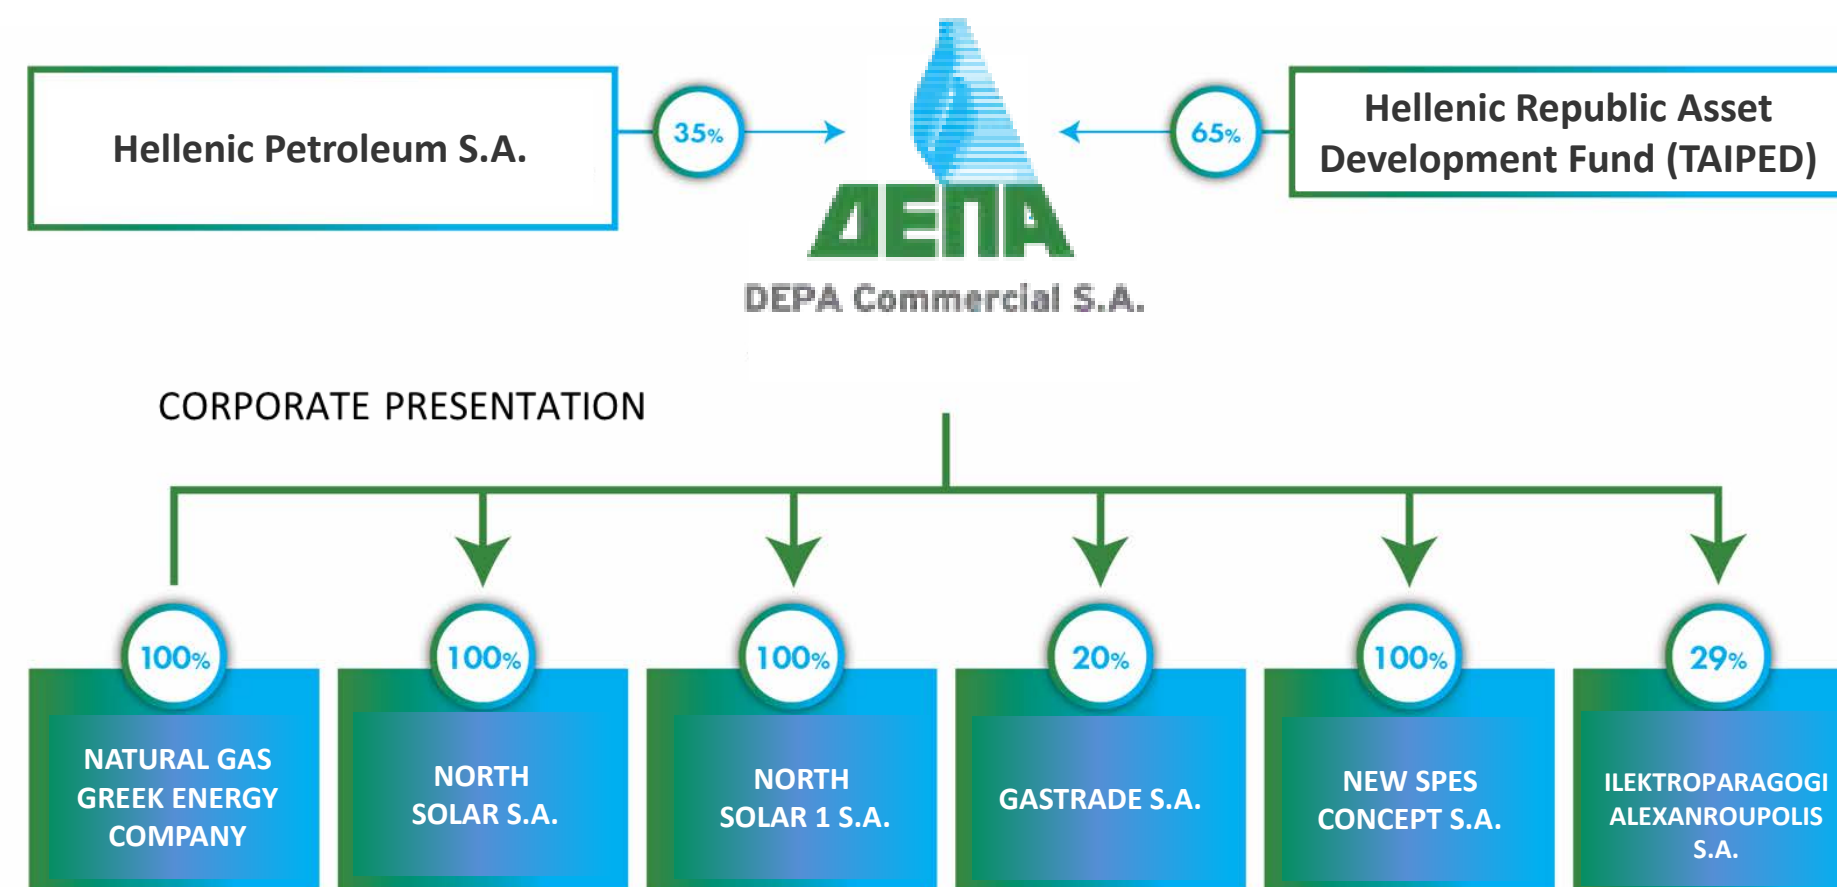 Hellenic Petroleum S.A.
35%
65%
Hellenic Republic Asset
Development Fund (TAIPED)
ΔΕΠΑ
DEPA Commercial S.A.
CORPORATE PRESENTATION
100%
100%
100%
20%
100%
29%
NATURAL GAS
GREEK ENERGY
COMPANY
NORTH
SOLAR S.A.
NORTH
SOLAR 1 S.A.
GASTRADE S.A.
NEW SPES
CONCEPT S.A.
ILEKTROPARAGOGI
ALEXANROUPOLIS
S.A.